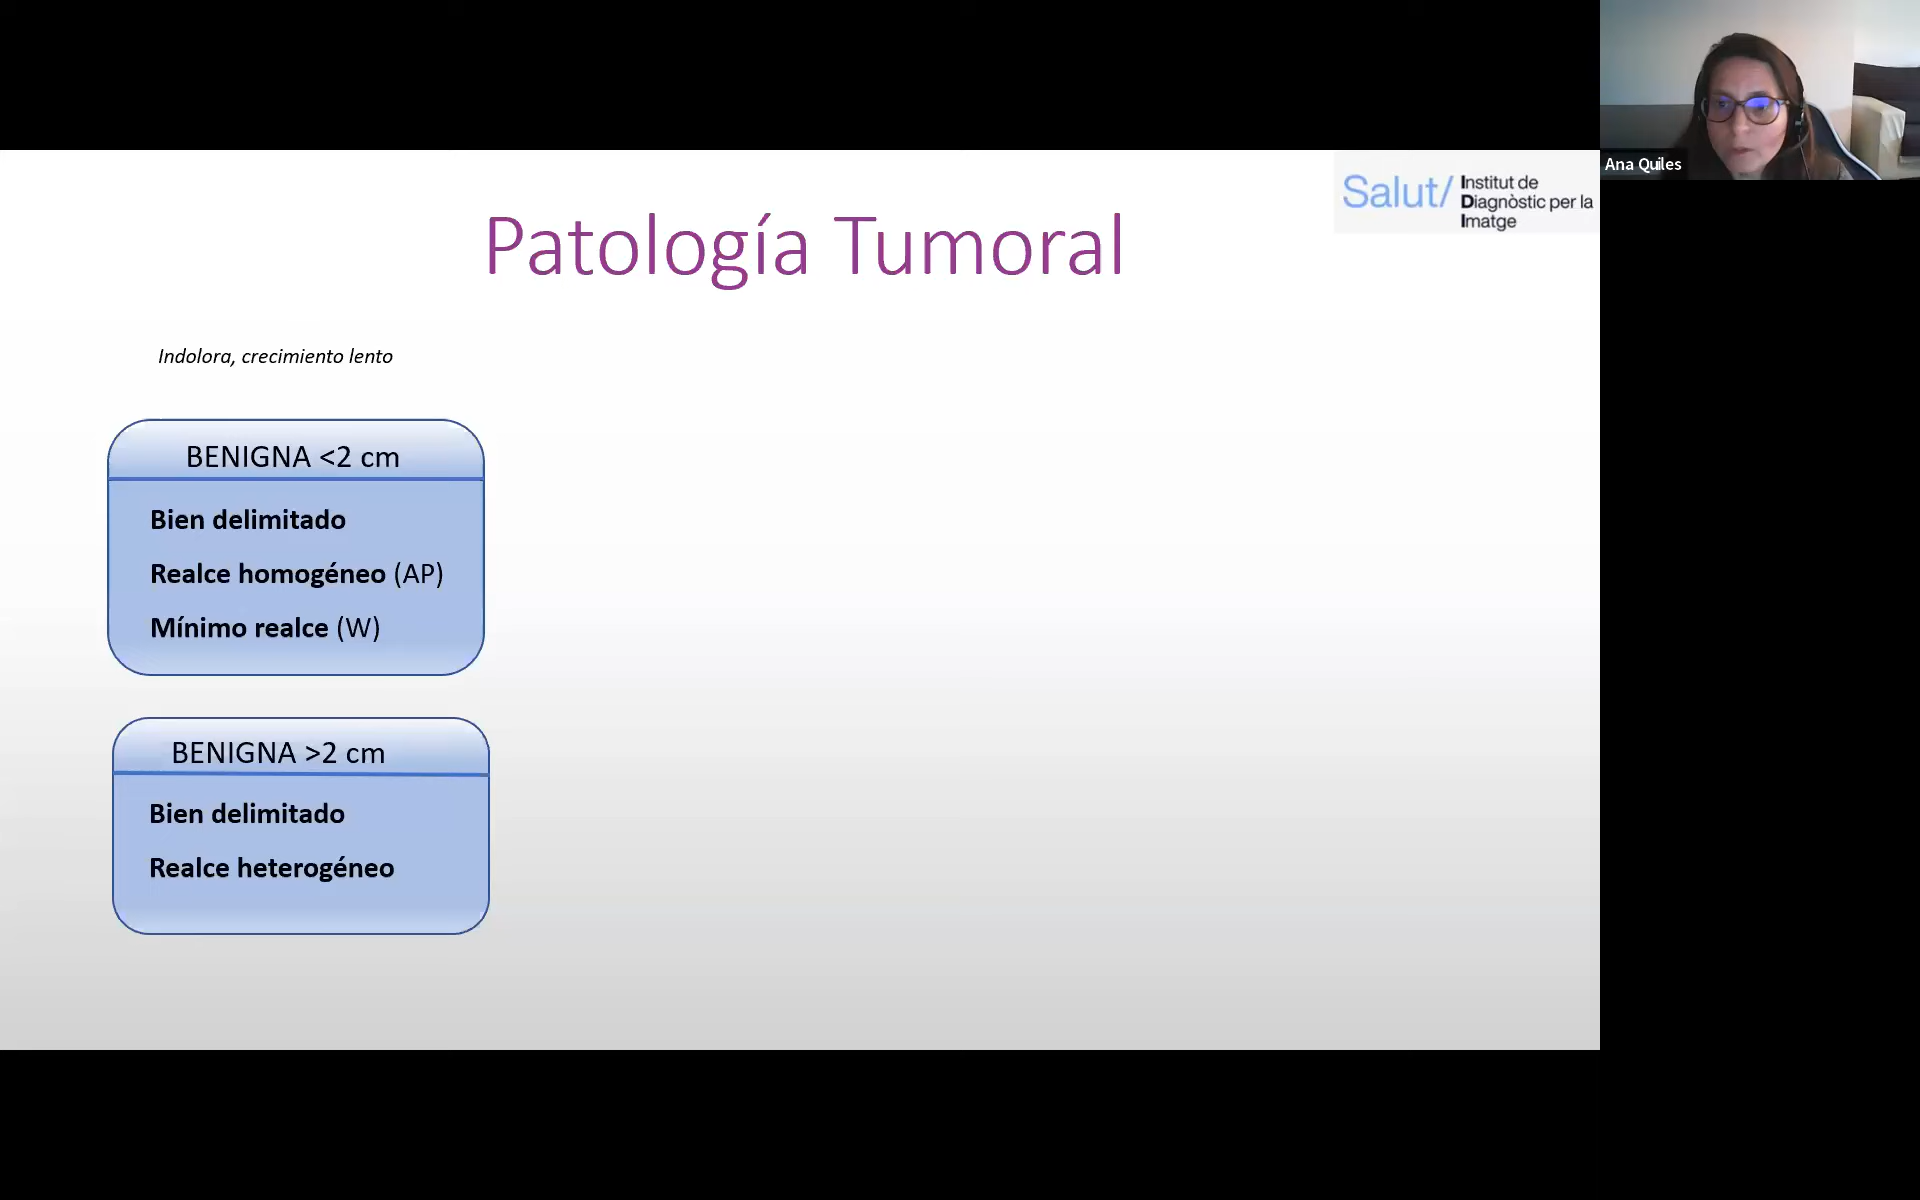 Ana Quiles
Salut/ Institut de
Diagnòstic per la
Imatge
Patología Tumoral
Indolora, crecimiento lento
BENIGNA <2 cm
Bien delimitado
Realce homogéneo (AP)
Mínimo realce (W)
BENIGNA >2 cm
Bien delimitado
Realce heterogéneo